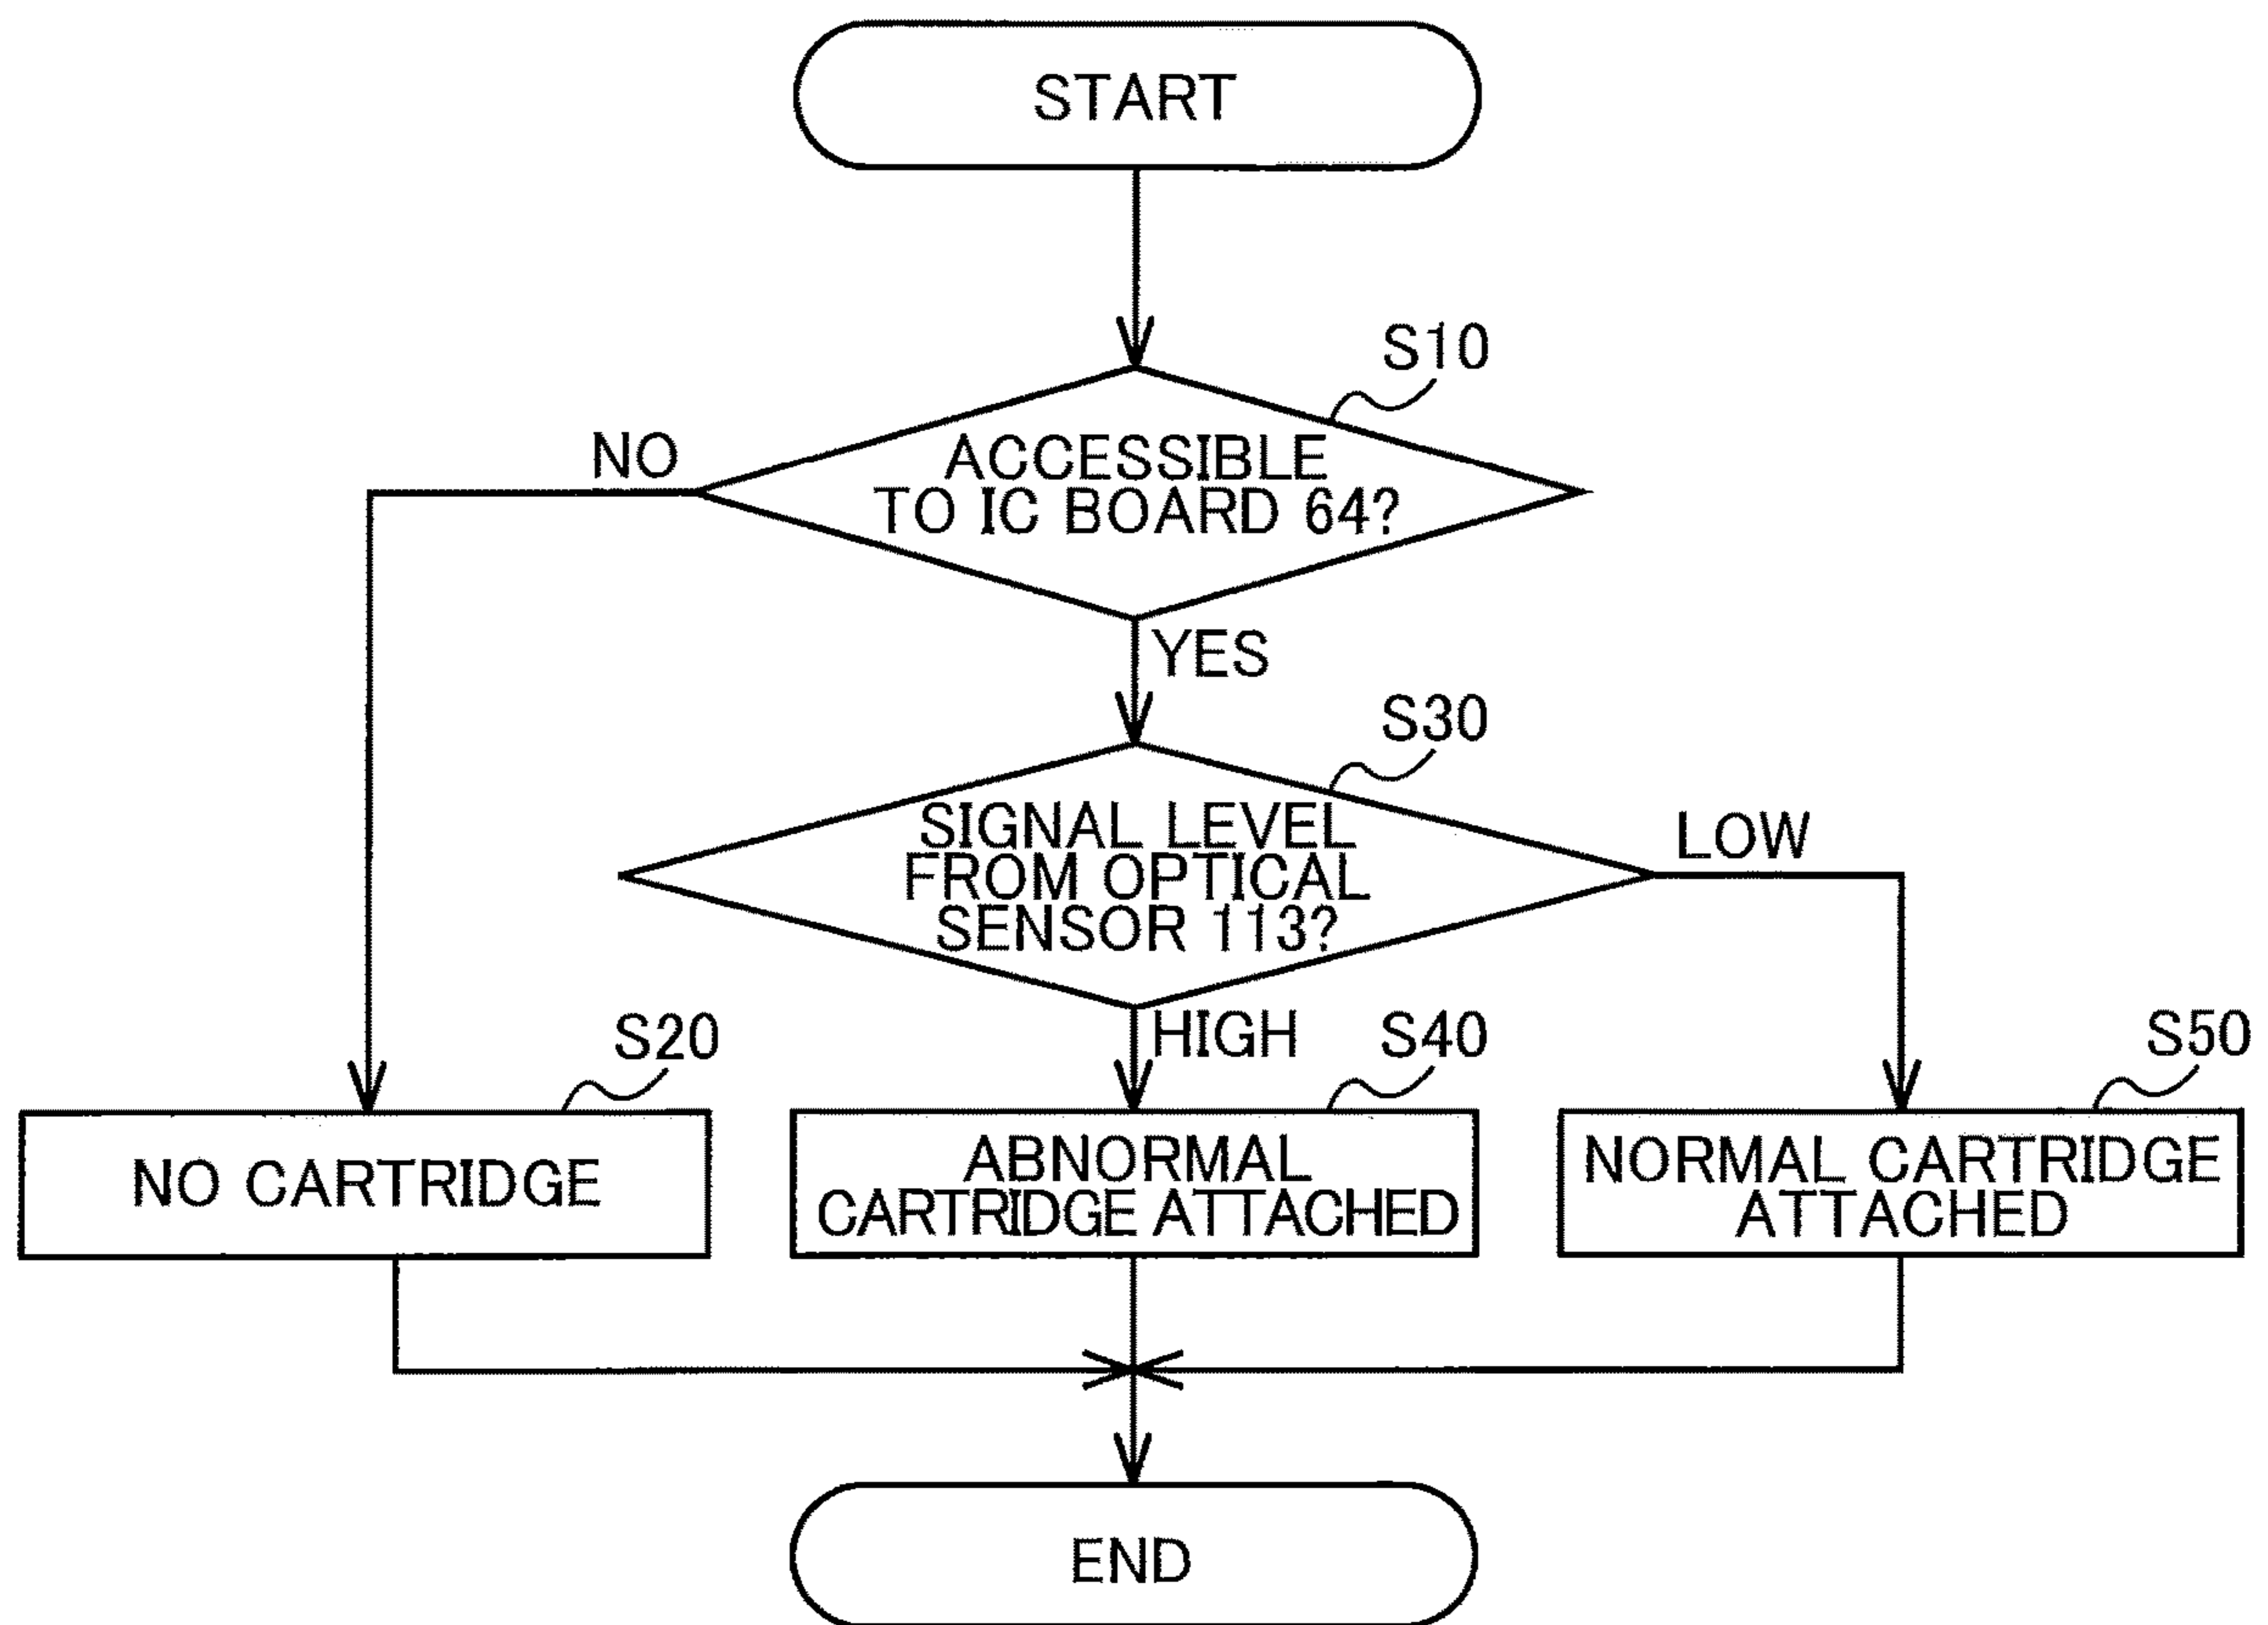 START
S10
NO
ACCESSIBLE
TO IC BOARD 64?
YES
S30
SIGNAL LEVEL
FROM OPTICAL
SENSOR 113?
LOW
HIGH
S20
S40
S50
NO CARTRIDGE
ABNORMAL
CARTRIDGE ATTACHED
NORMAL CARTRIDGE
ATTACHED
END